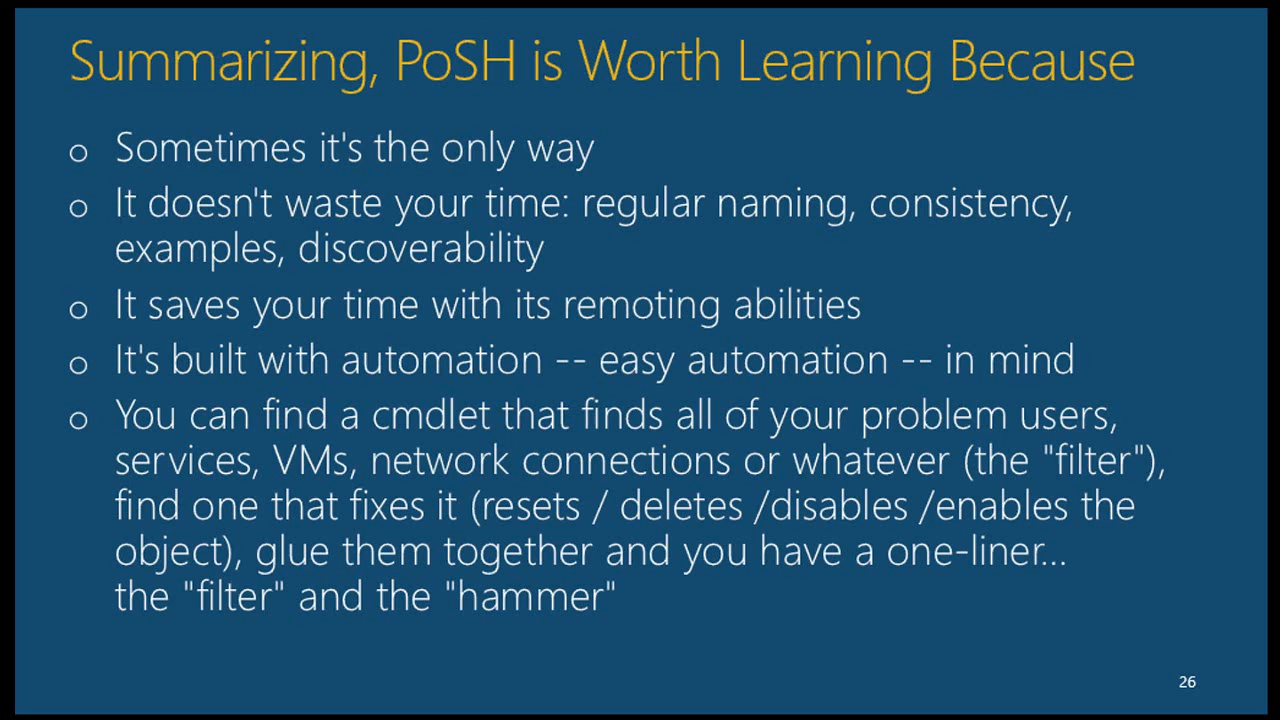 Summarizing, PoSH is Worth Learning Because
o Sometimes it's the only way
o It doesn't waste your time: regular naming, consistency,
examples, discoverability
o It saves your time with its remoting abilities
o It's built with automation -- easy automation -- in mind
o You can find a cmdlet that finds all of your problem users,
services, VMs, network connections or whatever (the "filter"),
find one that fixes it (resets / deletes /disables /enables the
object), glue them together and you have a one-liner...
the "filter" and the "hammer"
26